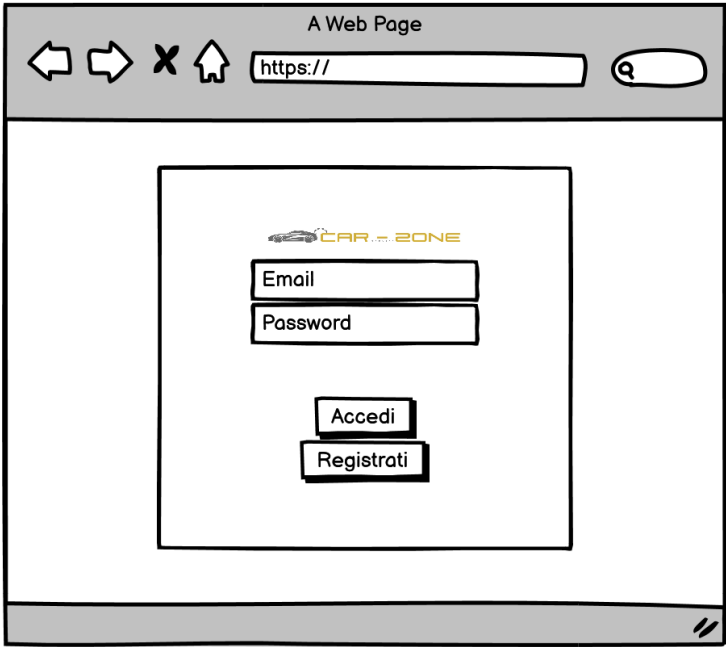 A Web Page
https://
CAR - ZONE
Email
Password
Accedi
Registrati